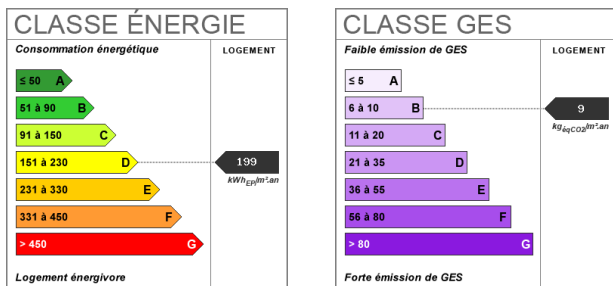 CLASSE ÉNERGIE
Consommation énergétique
LOGEMENT
≤ 50 A
51 à 90 B
91 à 150 C
151 à 230 D
199
kWhEP/m².an
231 à 330 E
331 à 450 F
> 450 G
Logement énergivore
CLASSE GES
Faible émission de GES
LOGEMENT
≤ 5 A
6 à 10 B
9
kgéqCO2/m².an
11 à 20 C
21 à 35 D
36 à 55 E
56 à 80 F
> 80 G
Forte émission de GES